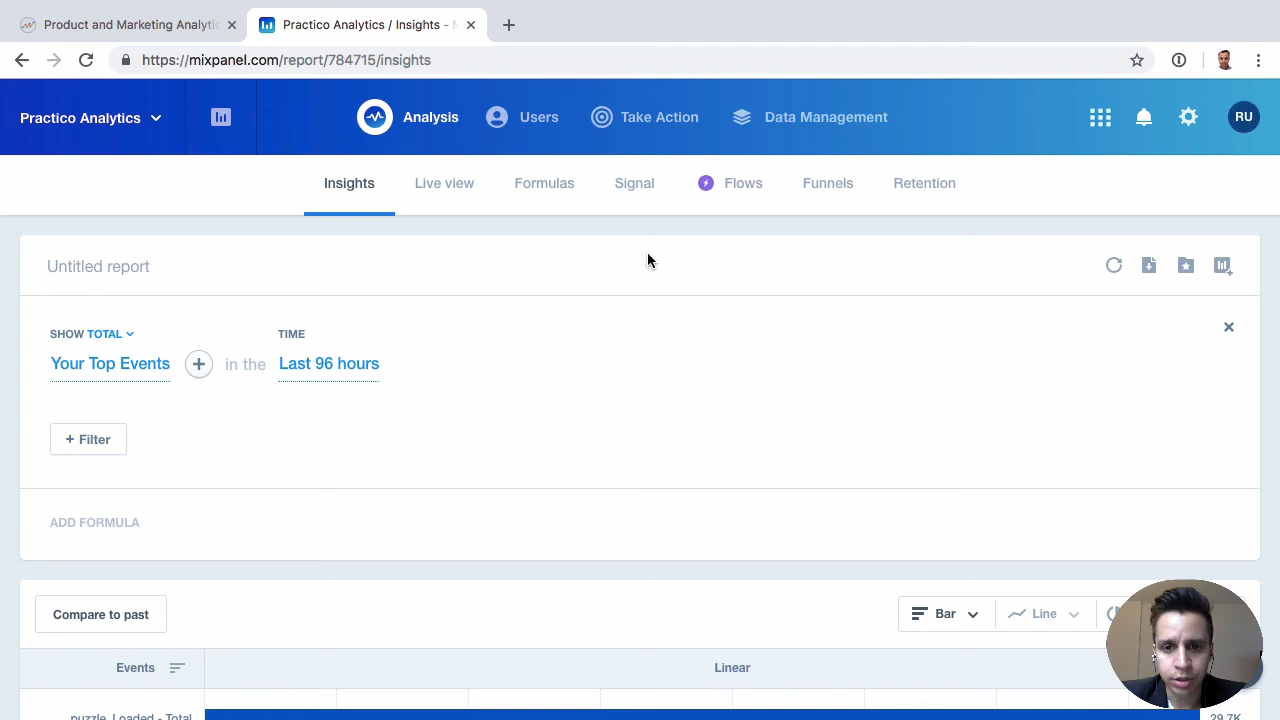 Product and Marketing Analyti
Practico Analytics / Insights -
https://mixpanel.com/report/784715/insights
Practico Analytics
Analysis
Users
Take Action
Data Management
RU
Insights
Live view
Formulas
Signal
Flows
Funnels
Retention
Untitled report
SHOW TOTAL
TIME
Your Top Events
in the
Last 96 hours
+ Filter
ADD FORMULA
Compare to past
Bar
Line
Events
Linear
puzzle_Loaded - Total
29.7K